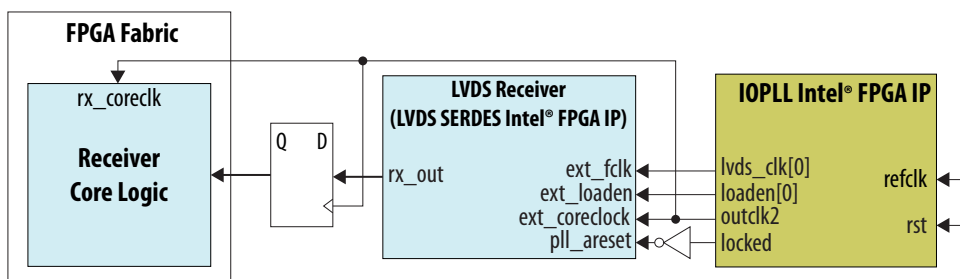 FPGA Fabric
rx_coreclk
Receiver
Core Logic
Q D
LVDS Receiver
(LVDS SERDES Intel® FPGA IP)
rx_out
ext_fclk
ext_loaden
ext_coreclock
pll_areset
IOPLL Intel® FPGA IP
lvds_clk[0]
loaden[0]
outclk2
locked
refclk
rst